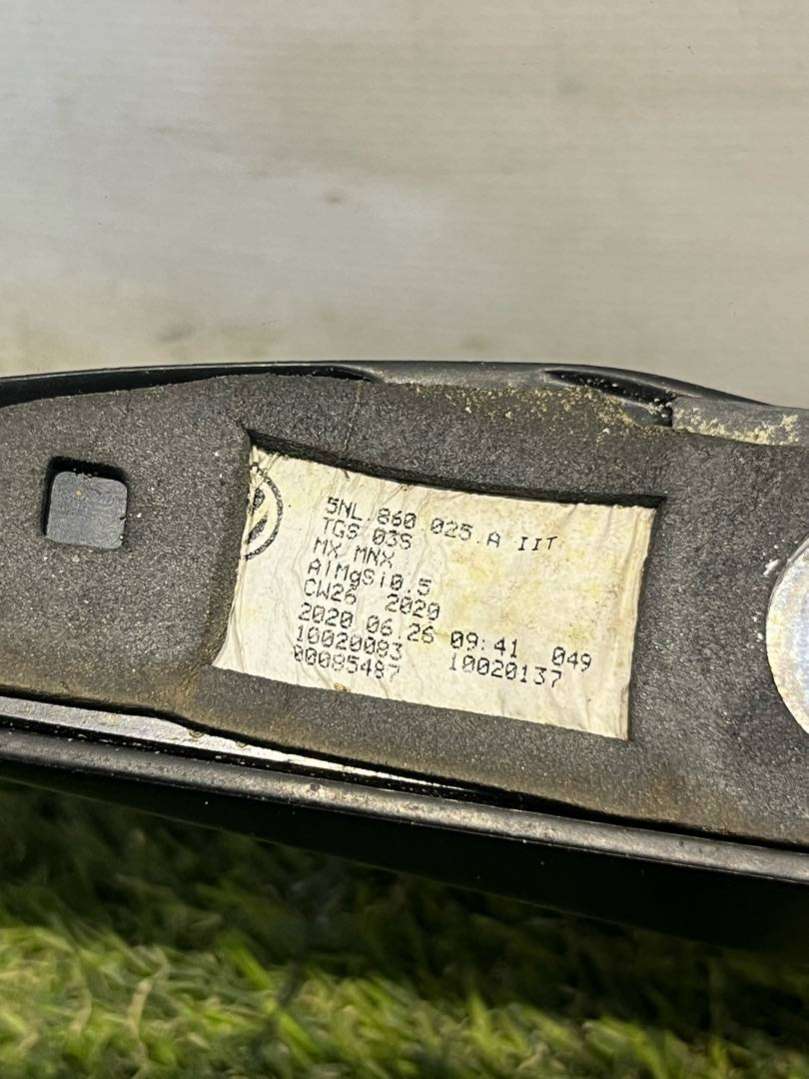 5NL.860.025.A IIT
TGS 03S
MX MNX
AlMgSi0.5
CW26 2020
2020.06.26 09:41 049
10020083 10020137
00085487